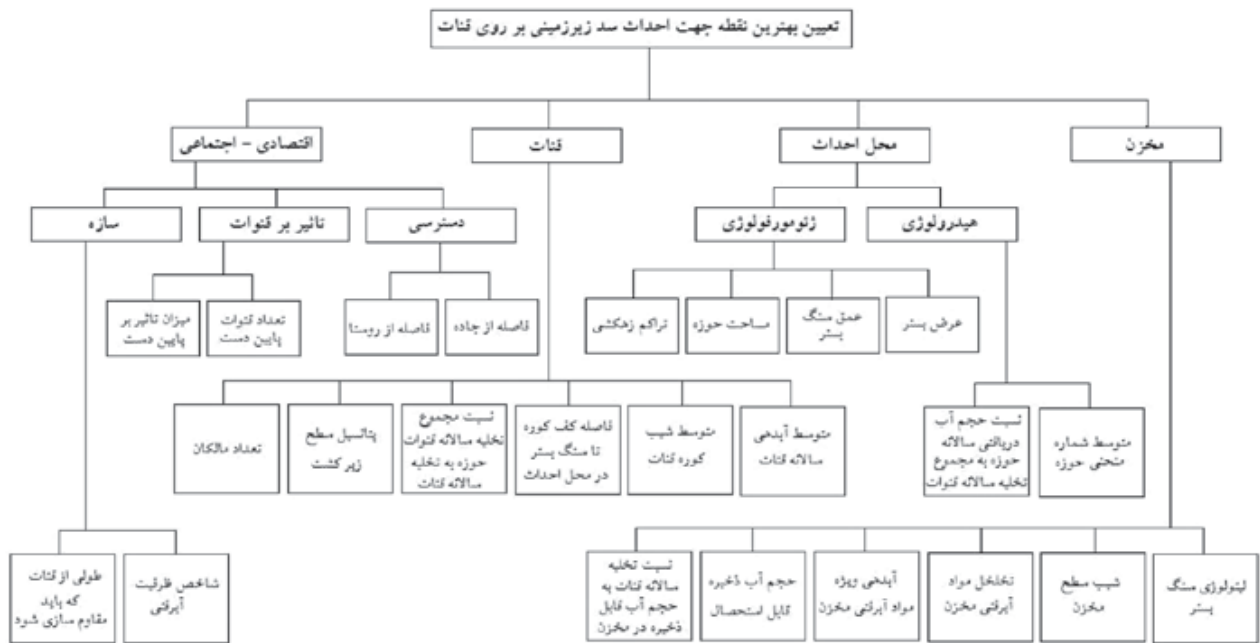 تعیین بهترین نقطه جهت احداث سد زیرزمینی بر روی قنات
مخزن
محل احداث
قنات
اقتصادی - اجتماعی
هیدرولوژی
ژئومورفولوژی
دسترسی
تاثیر بر قنوات
سازه
عرض بستر
عمق سنگ
بستر
مساحت حوزه
تراکم زهکشی
فاصله از جاده
فاصله از روستا
تعداد قنوات
پایین دست
میزان تاثیر بر
پایین دست
متوسط شماره
منحنی حوزه
نسبت حجم آب
دریافتی سالانه
حوزه به مجموع
تخلیه سالانه قنوات
متوسط آبدهی
سالانه قنات
متوسط شیب
کوره قنات
فاصله کف کوره
تا سنگ بستر
در محل احداث
نسبت مجموع
تخلیه سالانه قنوات
حوزه به تخلیه
سالانه قنات
پتانسیل سطح
زیر کشت
تعداد مالکان
لیتولوژی سنگ
بستر
شیب سطح
مخزن
تخلخل مواد
آبرفتی مخزن
آبدهی ویژه
مواد آبرفتی مخزن
حجم آب ذخیره
قابل استحصال
نسبت تخلیه
سالانه قنات به
حجم آب قابل
ذخیره در مخزن
شاخص ظرفیت
آبرفتی
طولی از قنات
که باید
مقاوم سازی شود